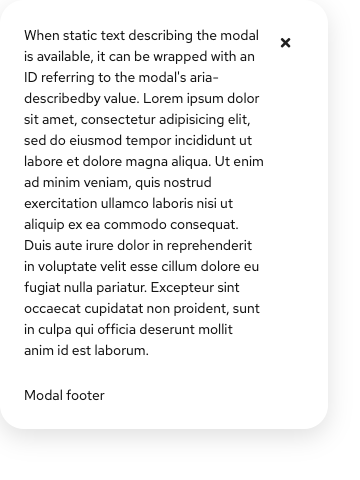 When static text describing the modal
is available, it can be wrapped with an
ID referring to the modal's aria-
describedby value. Lorem ipsum dolor
sit amet, consectetur adipisicing elit,
sed do eiusmod tempor incididunt ut
labore et dolore magna aliqua. Ut enim
ad minim veniam, quis nostrud
exercitation ullamco laboris nisi ut
aliquip ex ea commodo consequat.
Duis aute irure dolor in reprehenderit
in voluptate velit esse cillum dolore eu
fugiat nulla pariatur. Excepteur sint
occaecat cupidatat non proident, sunt
in culpa qui officia deserunt mollit
anim id est laborum.
Modal footer